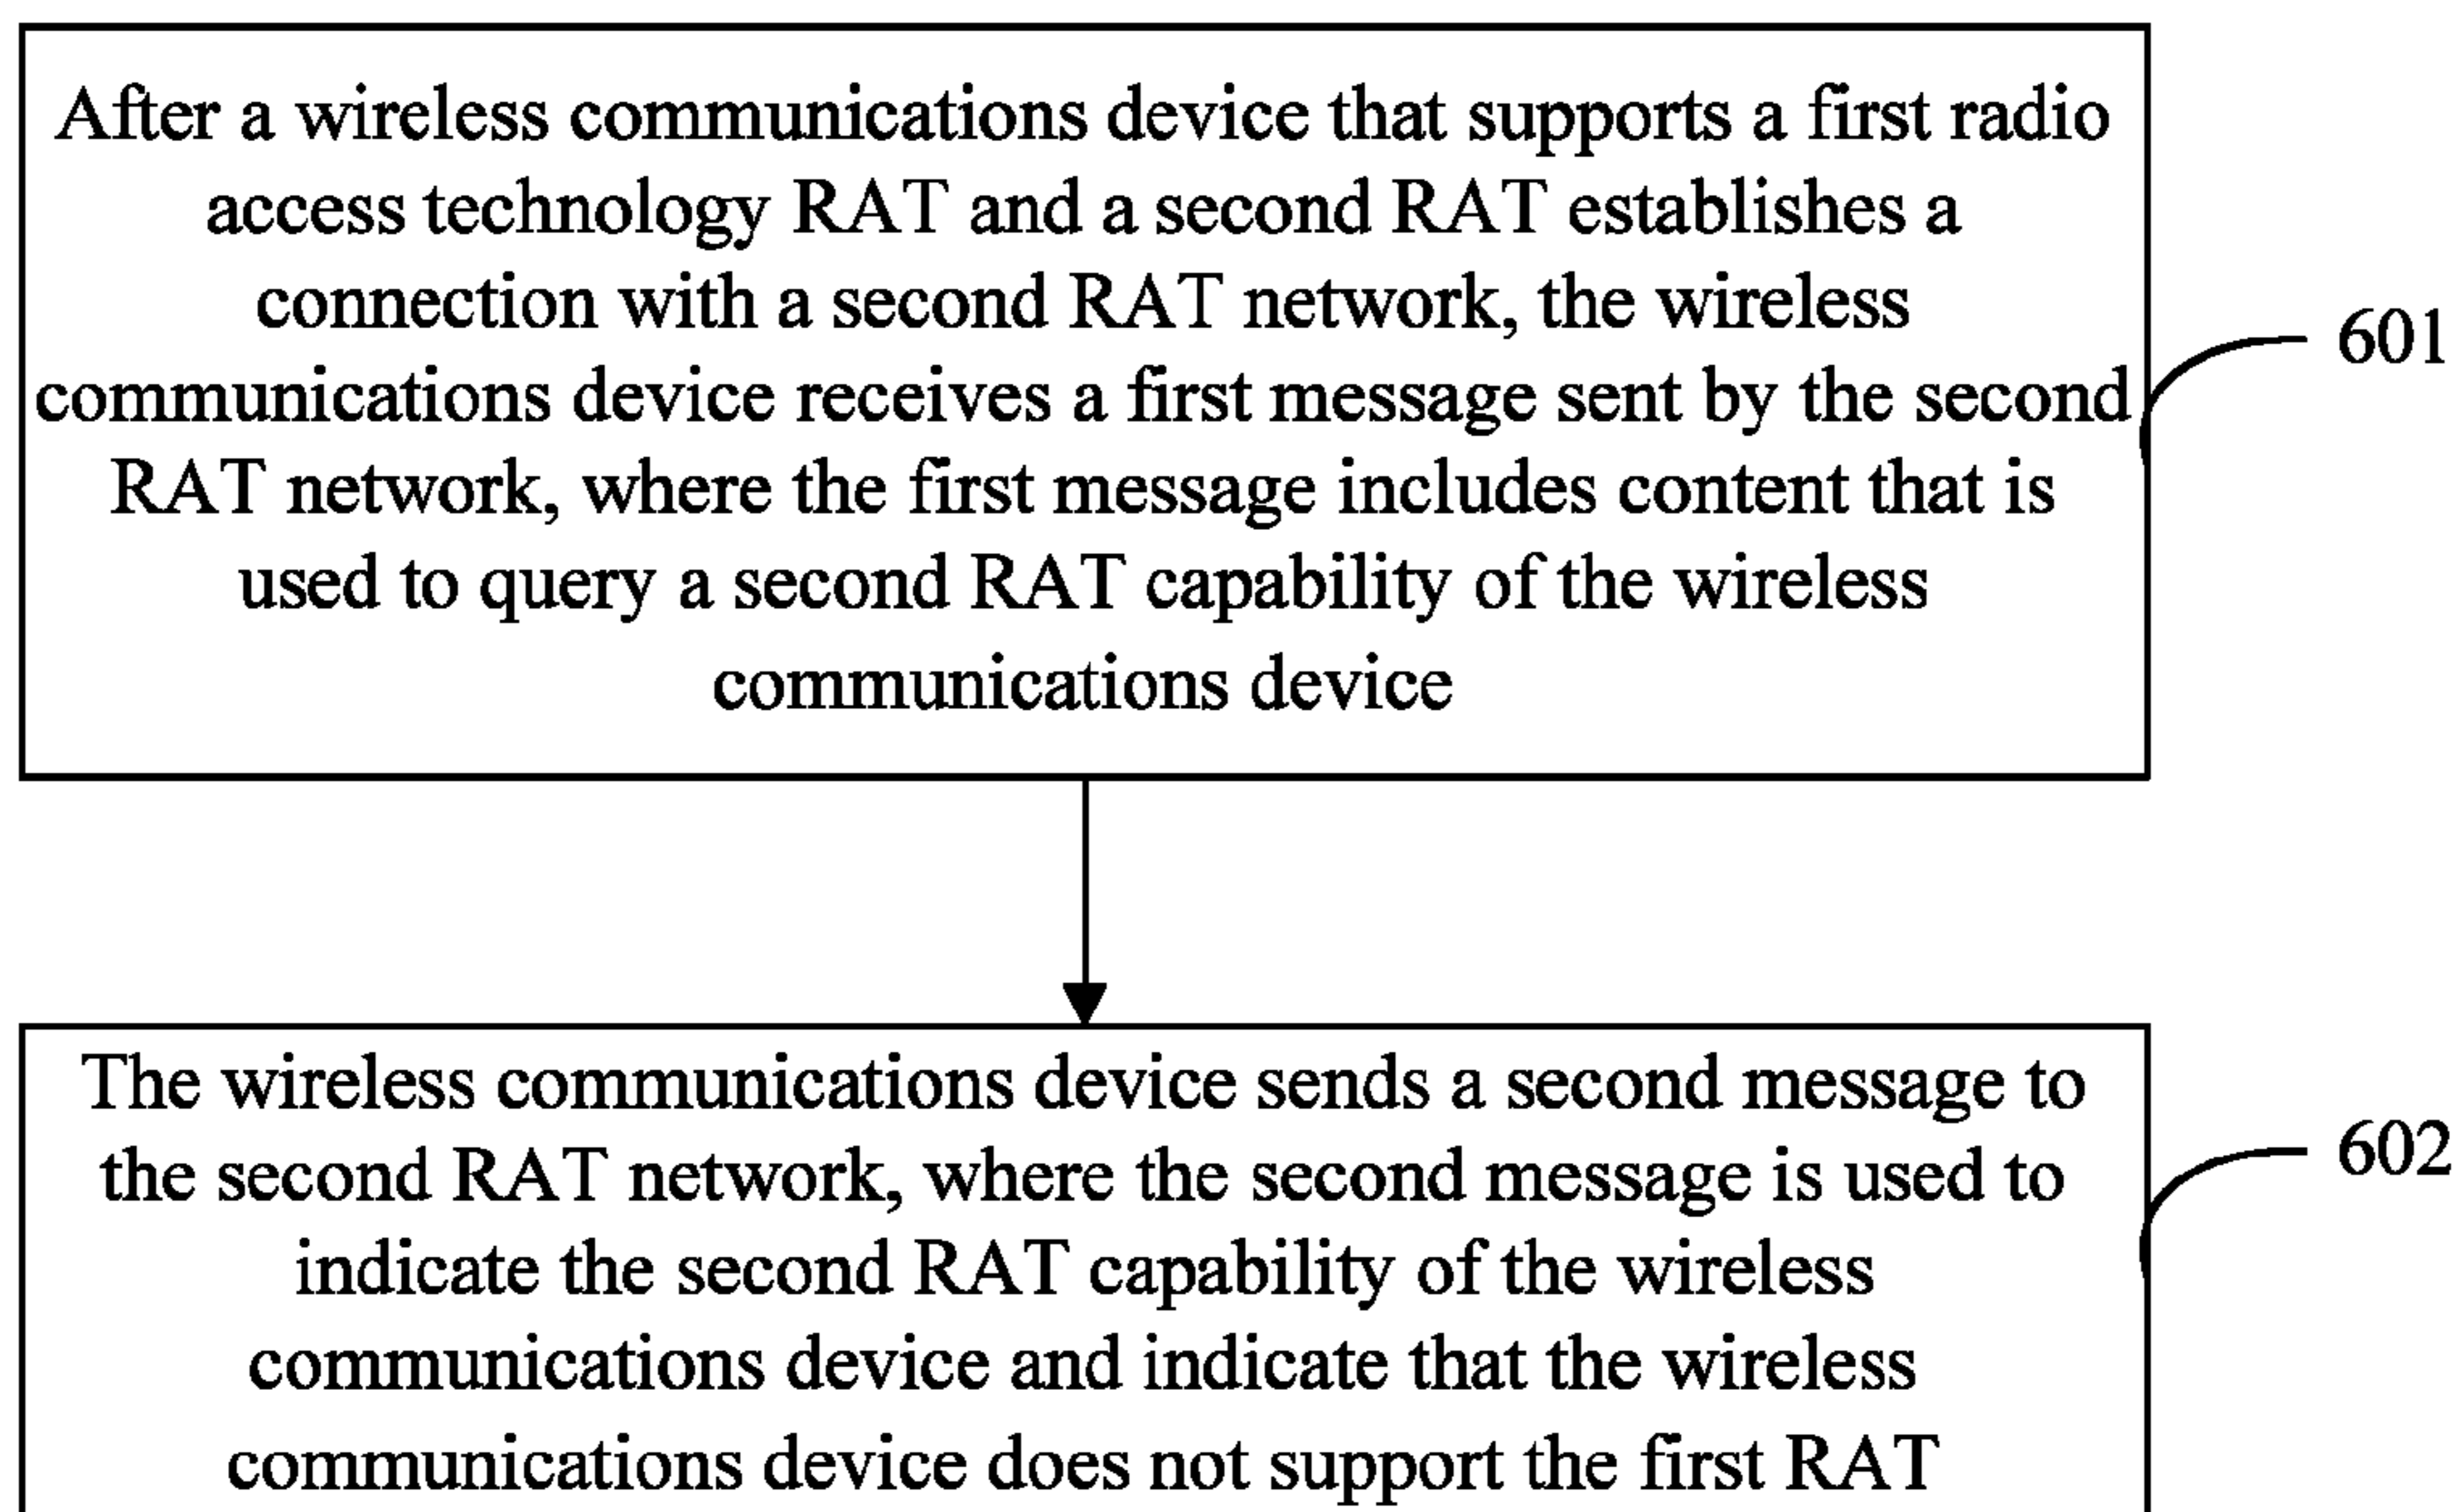 After a wireless communications device that supports a first radio
access technology RAT and a second RAT establishes a
connection with a second RAT network, the wireless
communications device receives a first message sent by the second
RAT network, where the first message includes content that is
used to query a second RAT capability of the wireless
communications device
601
The wireless communications device sends a second message to
the second RAT network, where the second message is used to
indicate the second RAT capability of the wireless
communications device and indicate that the wireless
communications device does not support the first RAT
602